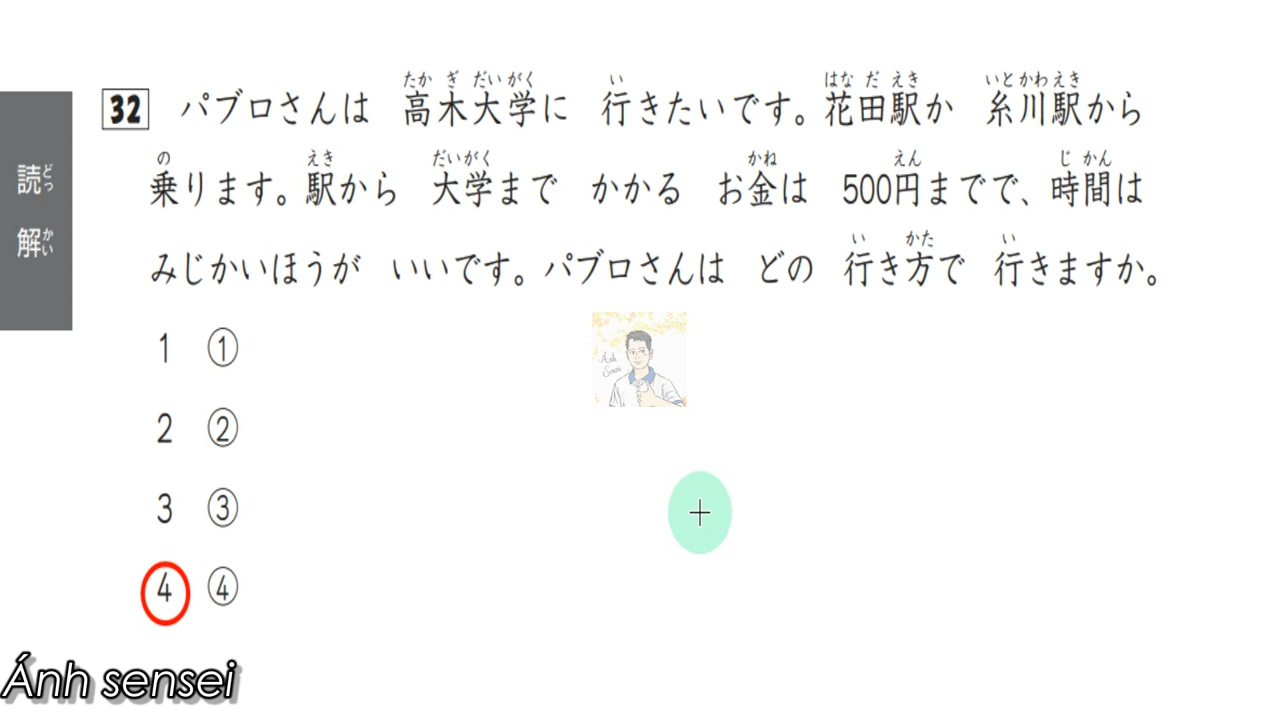 32 パブロさんは 高木大学に 行きたいです。花田駅か 糸川駅から
乗ります。駅から 大学まで かかる お金は 500円までで、時間は
みじかいほうが いいです。パブロさんは どの 行き方で 行きますか。
1 ①
2 ②
3 ③
4 ④
読解
Ánh Sensei
Ánh sensei